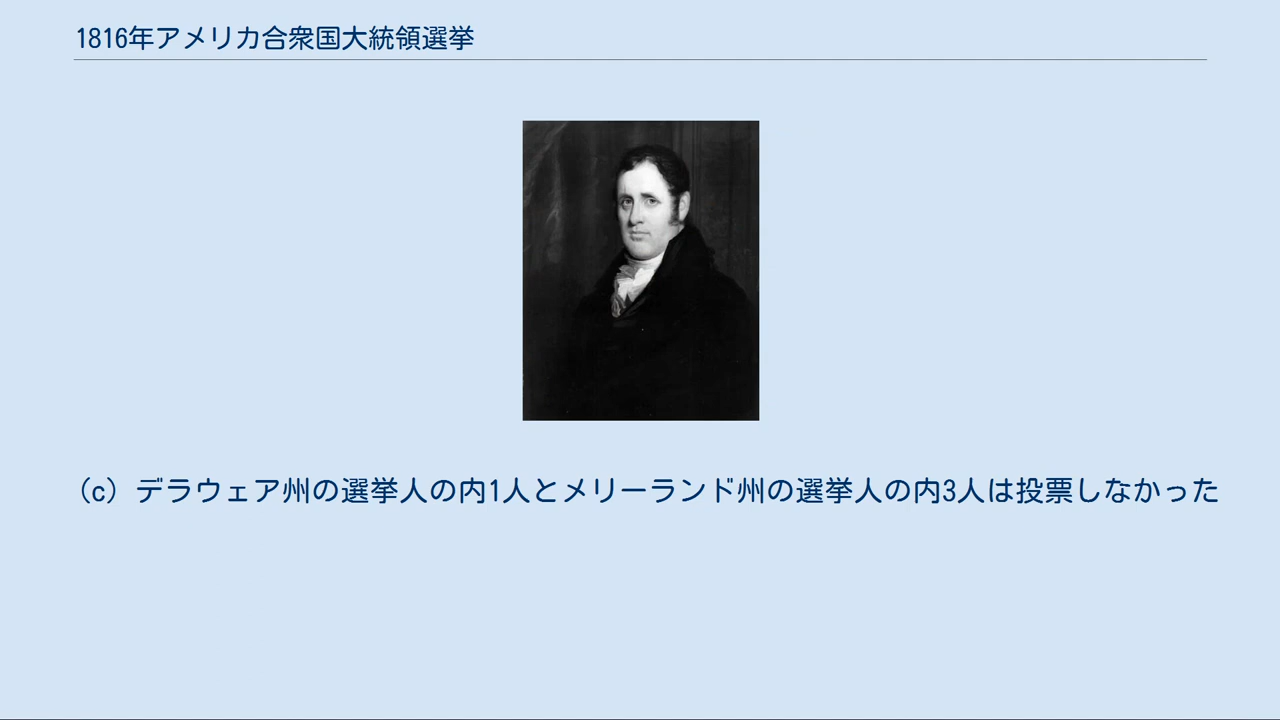 1816年アメリカ合衆国大統領選挙
（c）デラウェア州の選挙人の内1人とメリーランド州の選挙人の内3人は投票しなかった